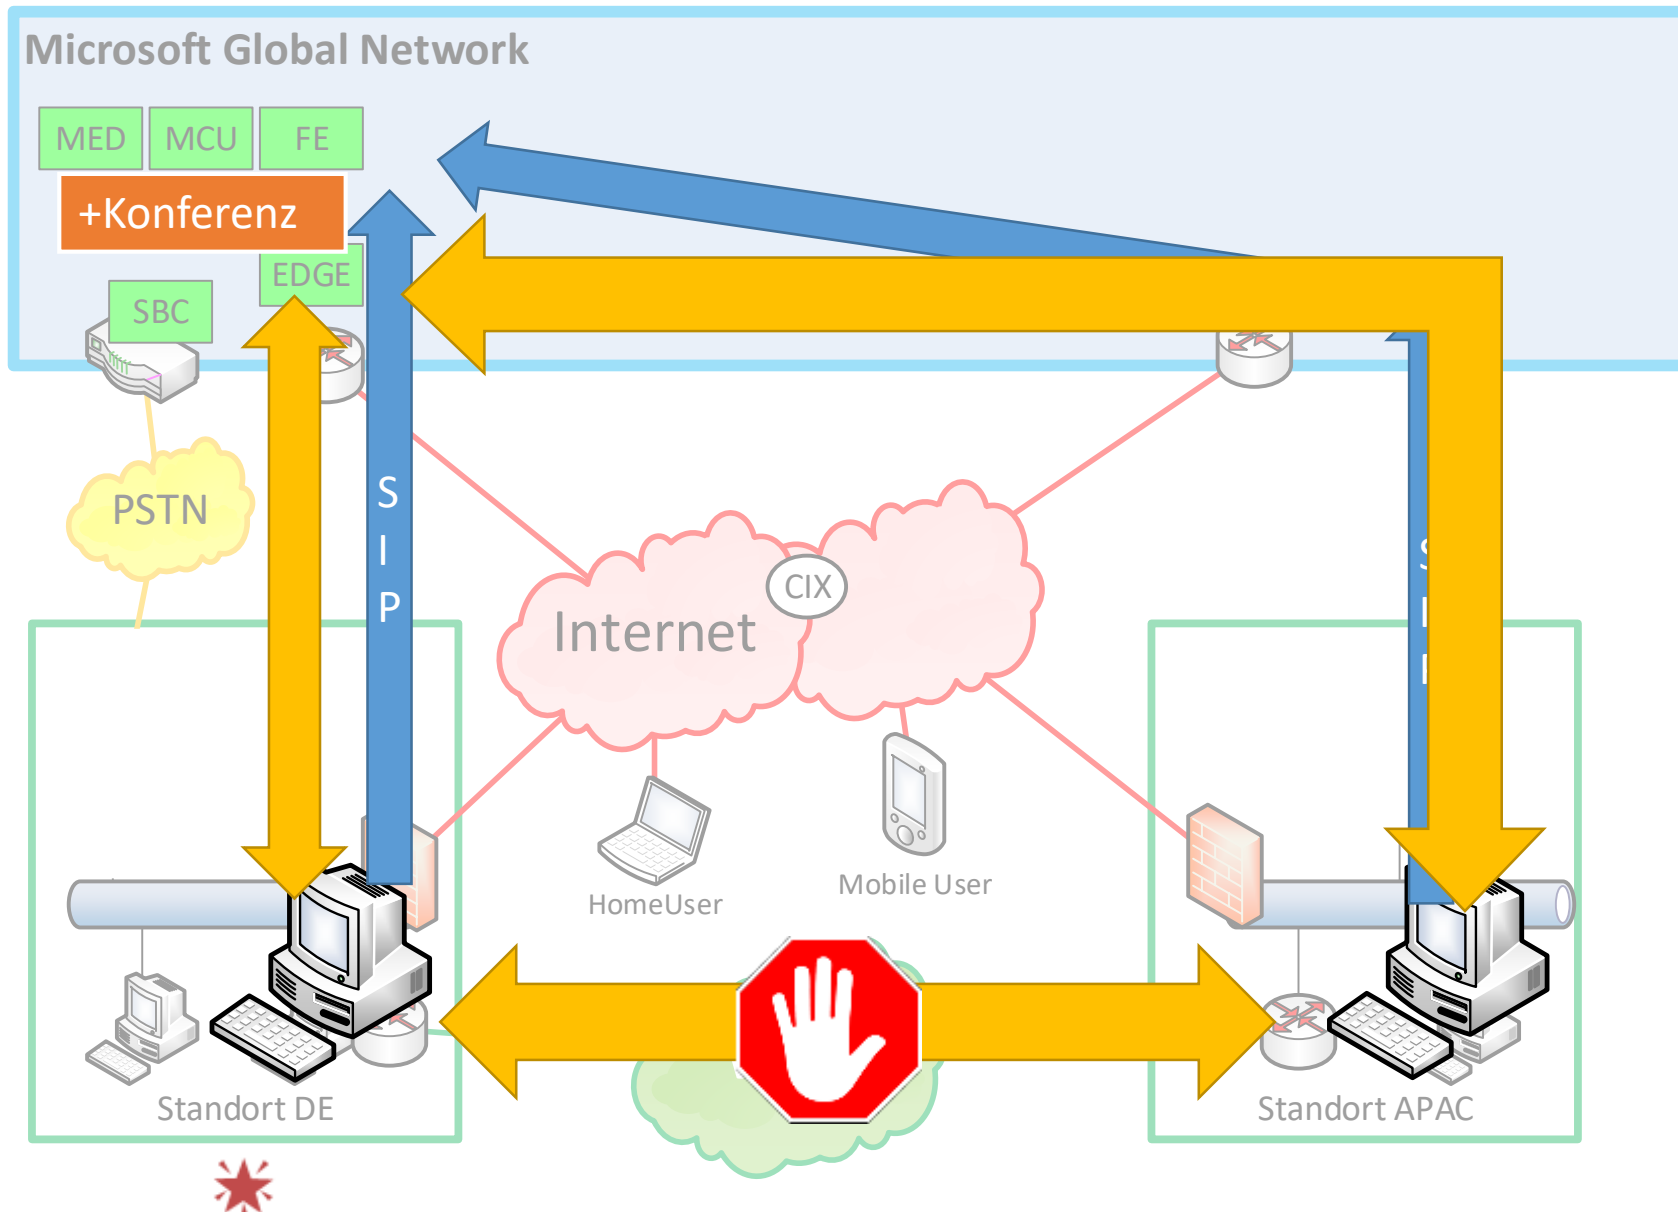 Microsoft Global Network
MED
MCU
FE
+Konferenz
EDGE
SBC
PSTN
S
I
P
CIX
Internet
HomeUser
Mobile User
Standort DE
Standort APAC